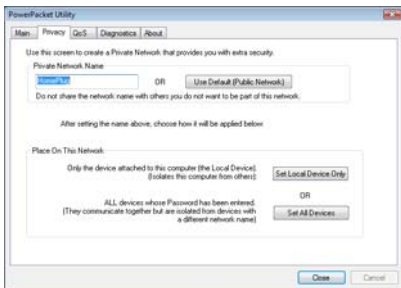 PowerPacket Utility
Main Privacy QoS Diagnostics About
Use this screen to create a Private Network that provides you with extra security.
Private Network Name
HomePlug OR Use Default (Public Network)
Do not share the network name with others you do not want to be part of this network.
After setting the name above, choose how it will be applied below:
Place On This Network
Only the device attached to this computer (the Local Device).
(Isolates this computer from others): Set Local Device Only
OR
ALL devices whose Password has been entered.
(They communicate together but are isolated from devices with
a different network name) Set All Devices
Close Cancel